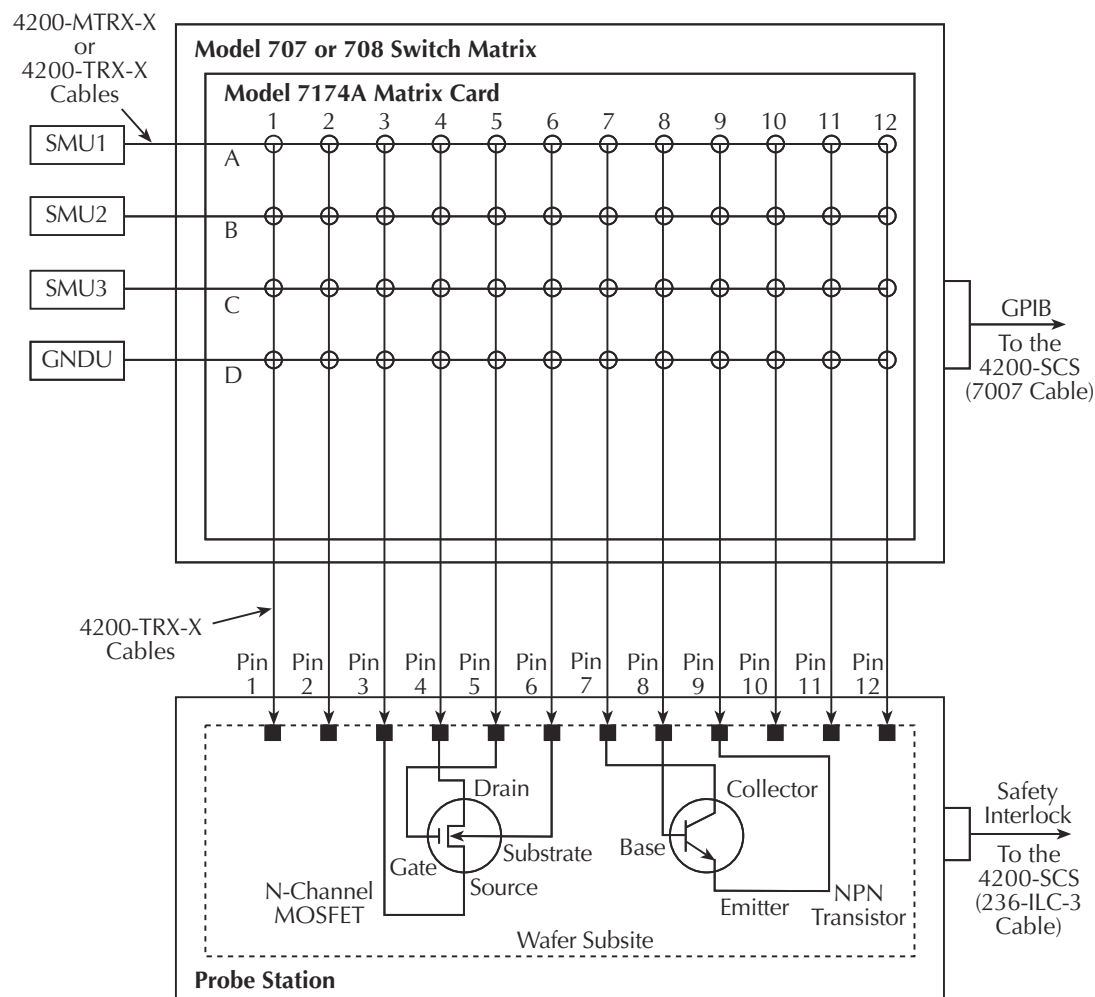 4200-MTRX-X
or
4200-TRX-X
Cables
Model 707 or 708 Switch Matrix
Model 7174A Matrix Card
1 2 3 4 5 6 7 8 9 10 11 12
SMU1
A
SMU2
B
SMU3
C
GNDU
D
GPIB
To the
4200-SCS
(7007 Cable)
4200-TRX-X
Cables
Pin 1
Pin 2
Pin 3
Pin 4
Pin 5
Pin 6
Pin 7
Pin 8
Pin 9
Pin 10
Pin 11
Pin 12
Drain
Gate
Substrate
Source
N-Channel
MOSFET
Collector
Base
Emitter
NPN
Transistor
Wafer Subsite
Probe Station
Safety
Interlock
To the
4200-SCS
(236-ILC-3
Cable)